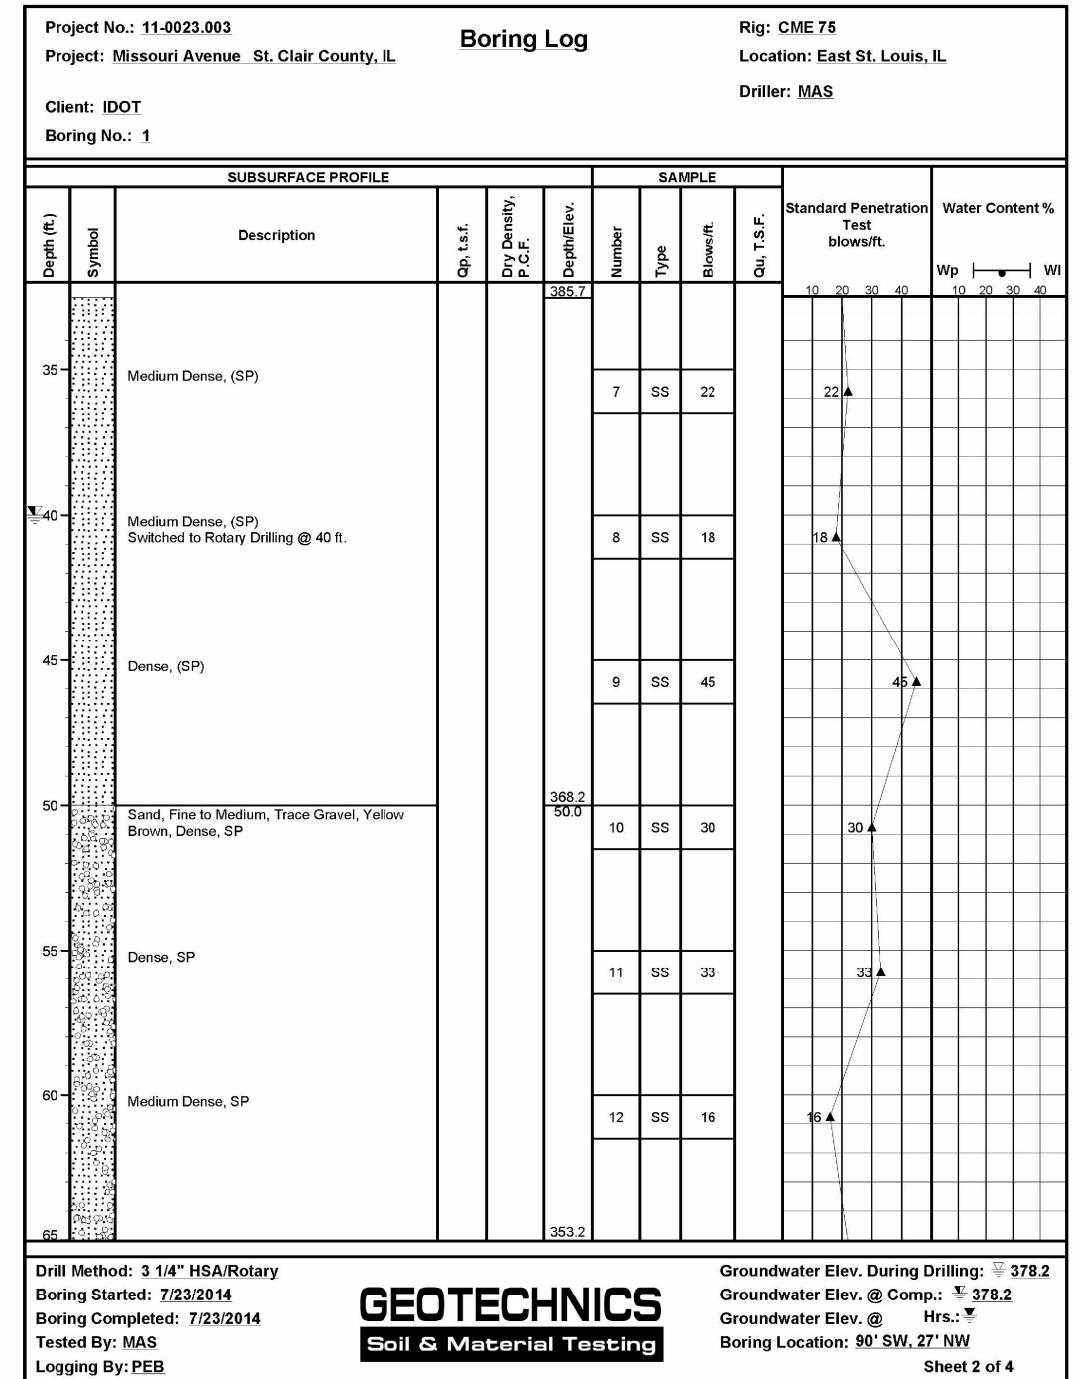 Project No.: 11-0023.003
Project: Missouri Avenue St. Clair County, IL
Client: IDOT
Boring No.: 1
Boring Log
Rig: CME 75
Location: East St. Louis, IL
Driller: MAS
SUBSURFACE PROFILE
SAMPLE
Depth (ft.)
Symbol
Description
Qp, t.s.f.
Dry Density, P.C.F.
Depth/Elev.
Number
Type
Blows/ft.
Qu, T.S.F.
Standard Penetration
Test
blows/ft.
Water Content %
Wp Wl
10 20 30 40
10 20 30 40
385.7
35
Medium Dense, (SP)
7 SS 22
22
40
Medium Dense, (SP)
Switched to Rotary Drilling @ 40 ft.
8 SS 18
18
45
Dense, (SP)
9 SS 45
45
368.2
50
50.0
Sand, Fine to Medium, Trace Gravel, Yellow
Brown, Dense, SP
10 SS 30
30
55
Dense, SP
11 SS 33
33
60
Medium Dense, SP
12 SS 16
16
65
353.2
Drill Method: 3 1/4" HSA/Rotary
Boring Started: 7/23/2014
Boring Completed: 7/23/2014
Tested By: MAS
Logging By: PEB
GEOTECHNICS
Soil & Material Testing
Groundwater Elev. During Drilling: 378.2
Groundwater Elev. @ Comp.: 378.2
Groundwater Elev. @ Hrs.:
Boring Location: 90' SW, 27' NW
Sheet 2 of 4